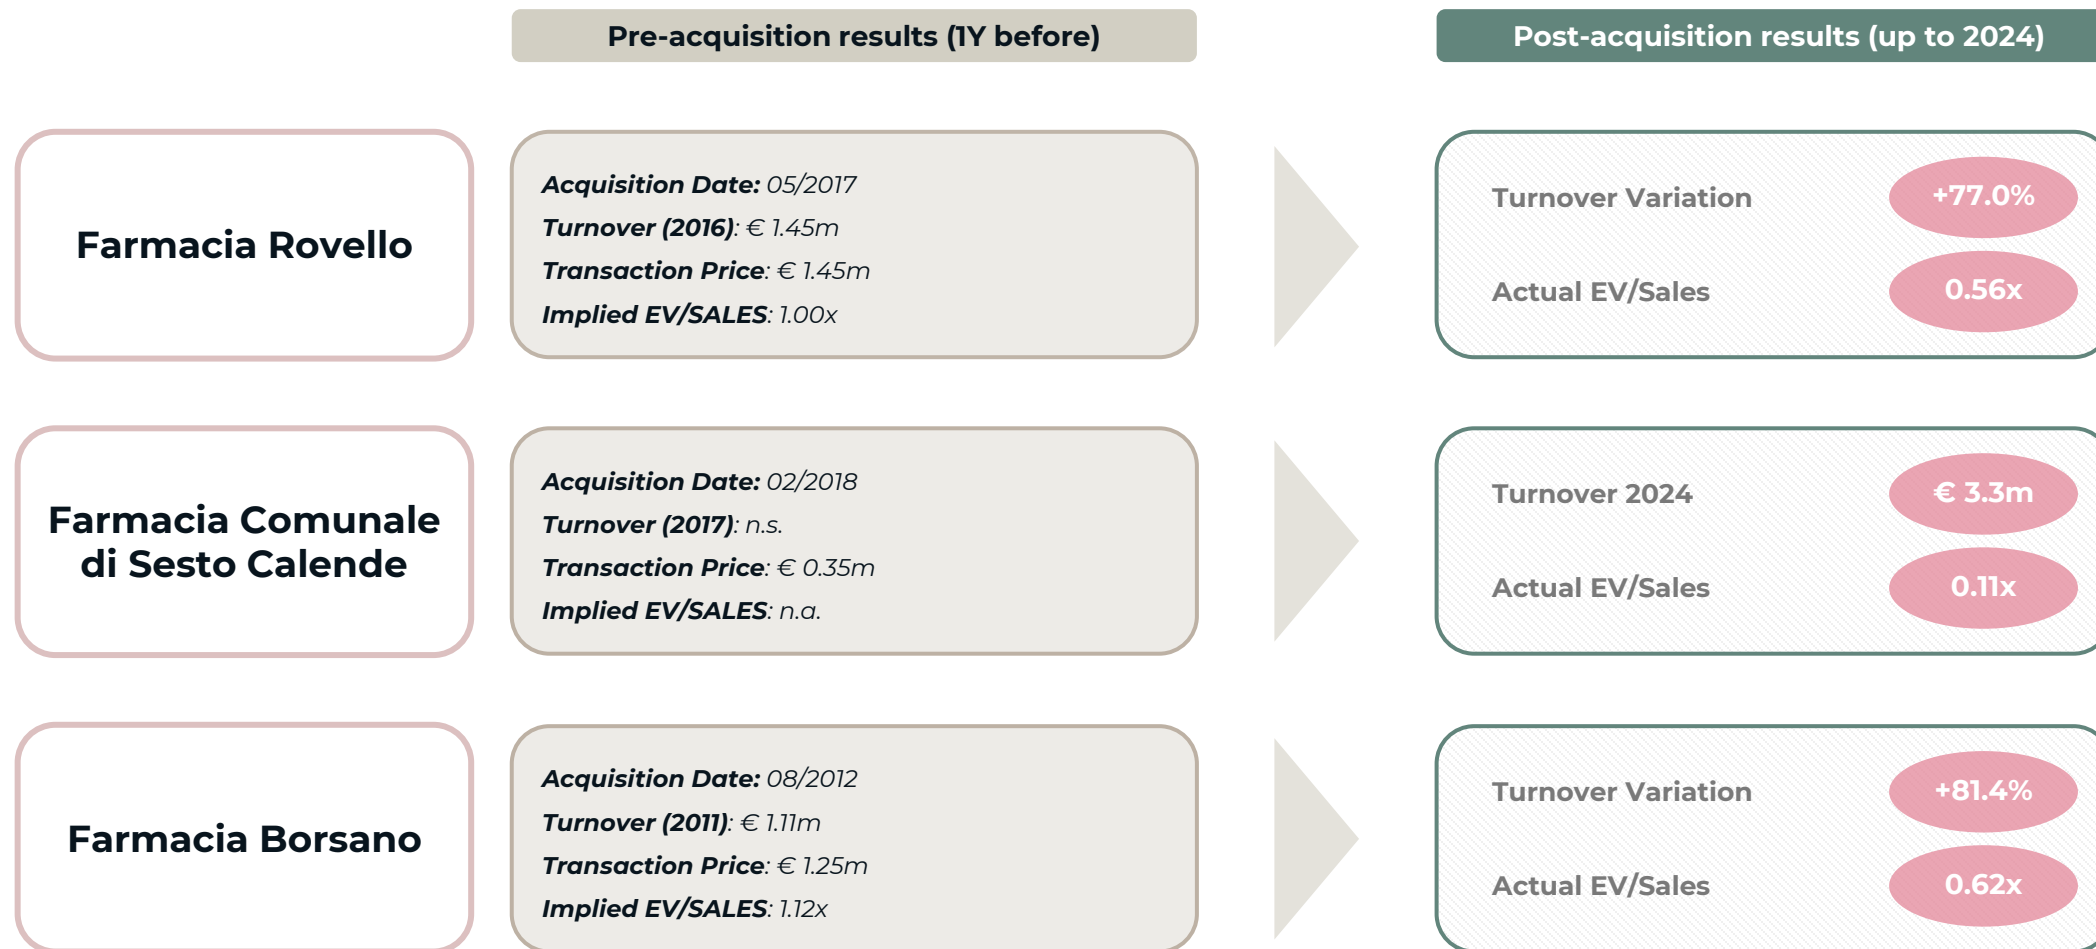 Pre-acquisition results (1Y before)
Post-acquisition results (up to 2024)
Farmacia Rovello
Acquisition Date: 05/2017
Turnover (2016): € 1.45m
Transaction Price: € 1.45m
Implied EV/SALES: 1.00x
Turnover Variation
+77.0%
Actual EV/Sales
0.56x
Farmacia Comunale
di Sesto Calende
Acquisition Date: 02/2018
Turnover (2017): n.s.
Transaction Price: € 0.35m
Implied EV/SALES: n.a.
Turnover 2024
€ 3.3m
Actual EV/Sales
0.11x
Farmacia Borsano
Acquisition Date: 08/2012
Turnover (2011): € 1.11m
Transaction Price: € 1.25m
Implied EV/SALES: 1.12x
Turnover Variation
+81.4%
Actual EV/Sales
0.62x